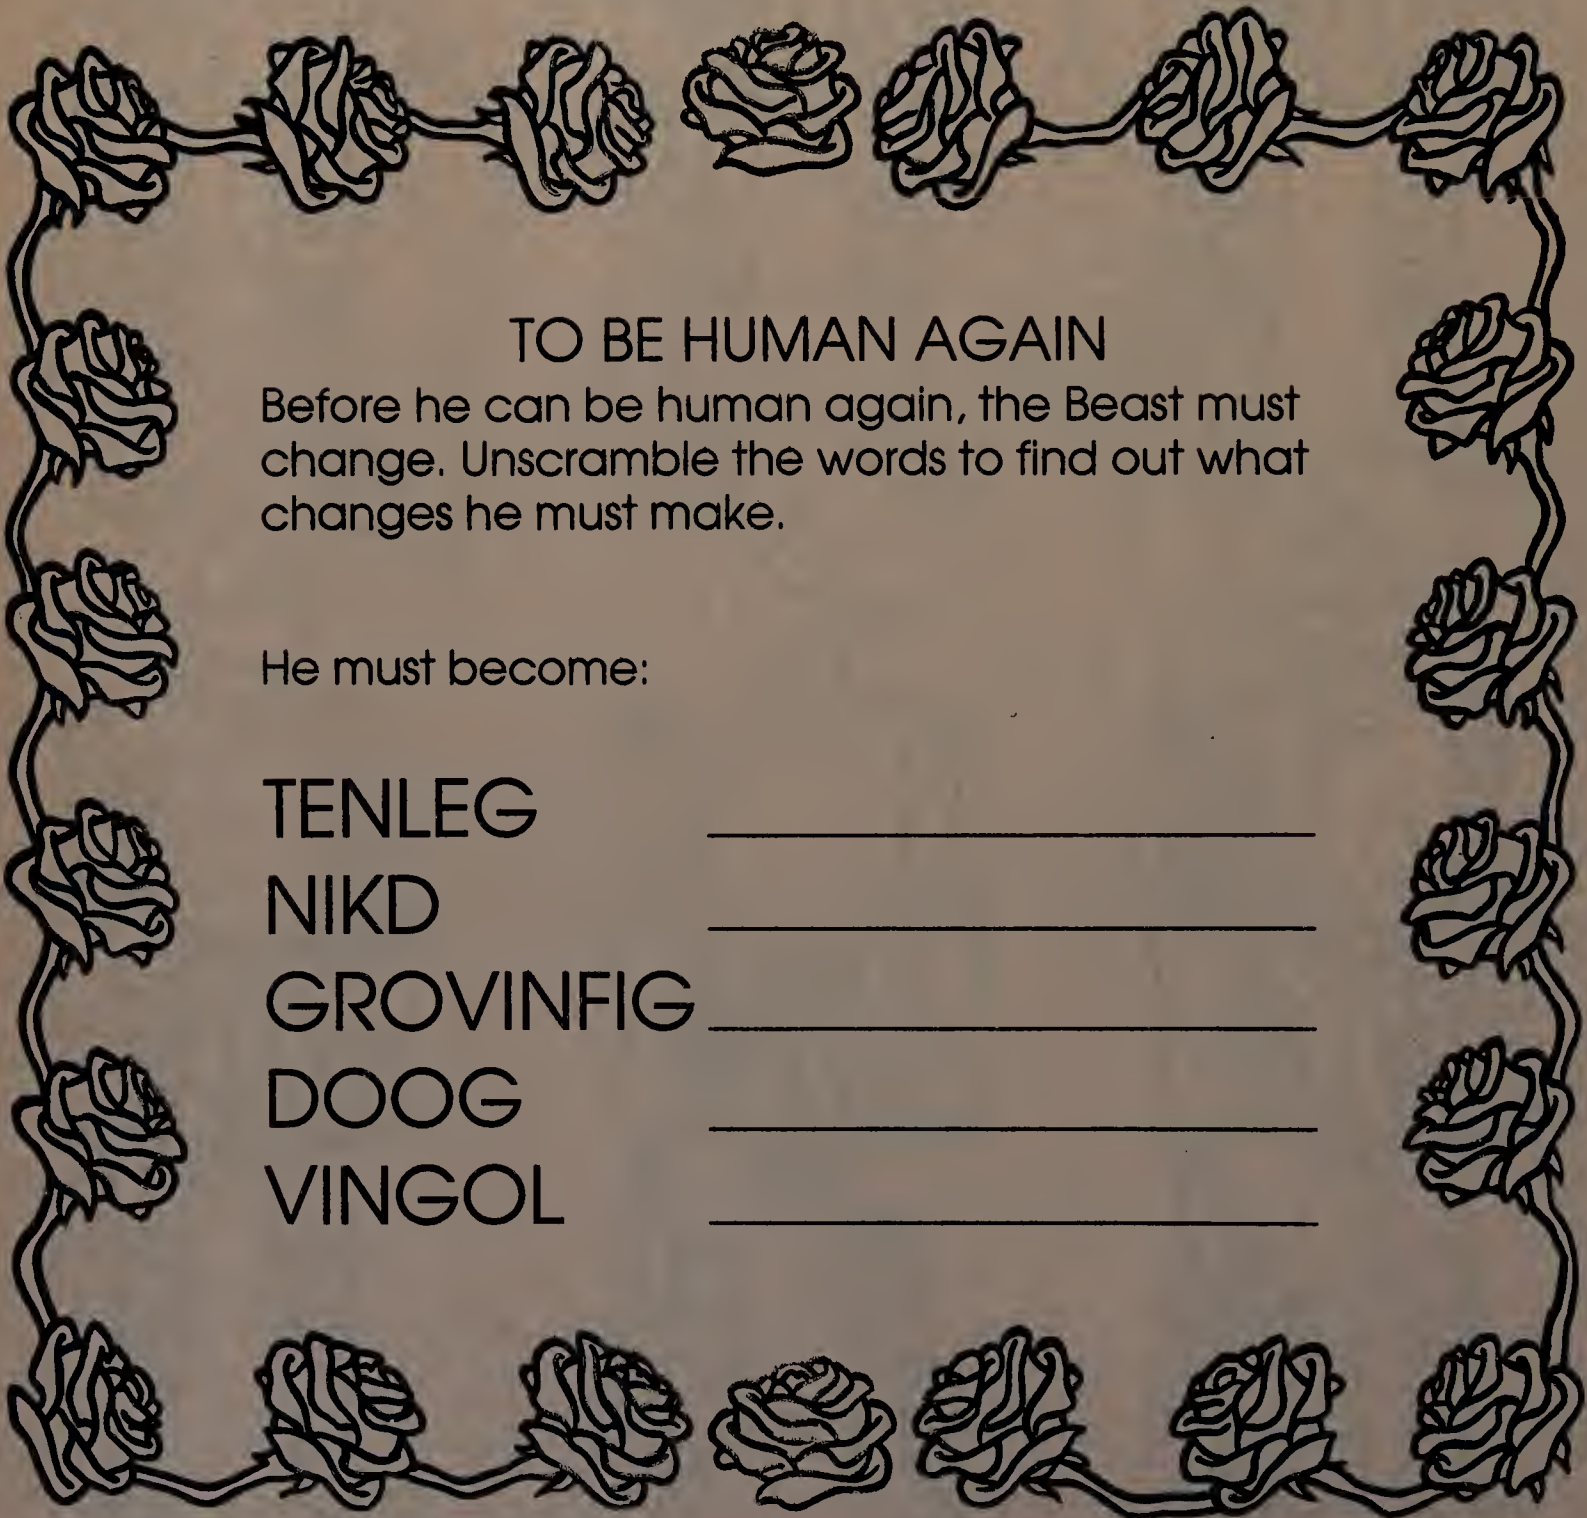 TO BE HUMAN AGAIN
Before he can be human again, the Beast must
change. Unscramble the words to find out what
changes he must make.
He must become:
TENLEG
NIKD
GROVINFIG
DOOG
VINGOL